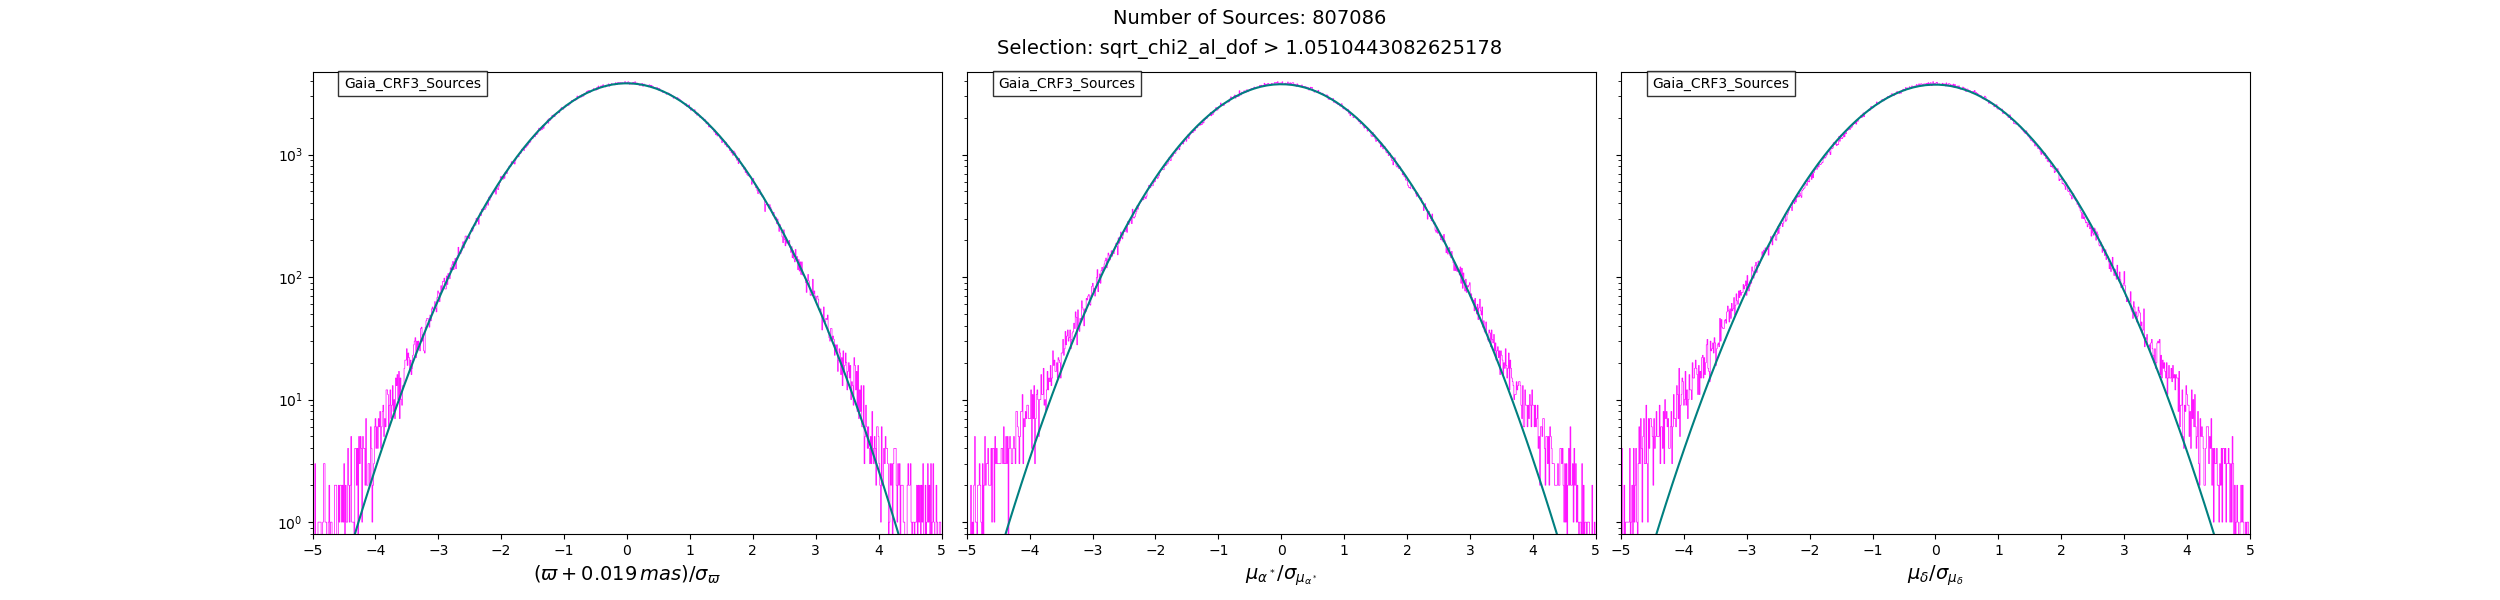 Number of Sources: 807086
Selection: sqrt_chi2_al_dof > 1.0510443082625178
Gaia_CRF3_Sources
Gaia_CRF3_Sources
Gaia_CRF3_Sources
10³
10²
10¹
10⁰
−5 −4 −3 −2 −1 0 1 2 3 4 5
−5 −4 −3 −2 −1 0 1 2 3 4 5
−5 −4 −3 −2 −1 0 1 2 3 4 5
(ϖ + 0.019 mas)/σ_ϖ
μ_α*/σ_μ_α*
μ_δ/σ_μ_δ